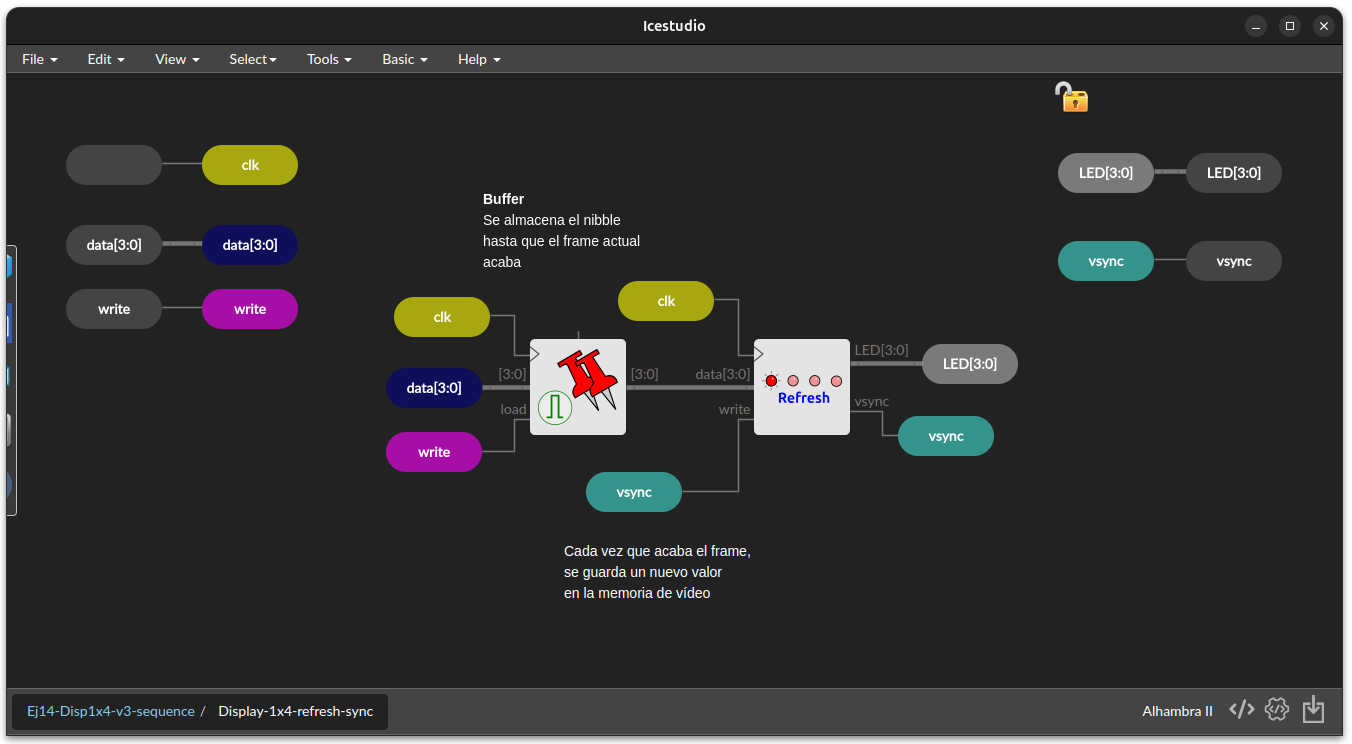 Icestudio
File Edit View Select Tools Basic Help
clk
data[3:0] data[3:0]
write write
LED[3:0] LED[3:0]
vsync vsync
Buffer
Se almacena el nibble
hasta que el frame actual
acaba
clk
clk
[3:0]
data[3:0]
load
write
[3:0]
data[3:0]
write
Refresh
LED[3:0]
LED[3:0]
vsync
vsync
vsync
Cada vez que acaba el frame,
se guarda un nuevo valor
en la memoria de vídeo
Ej14-Disp1x4-v3-sequence / Display-1x4-refresh-sync
Alhambra II